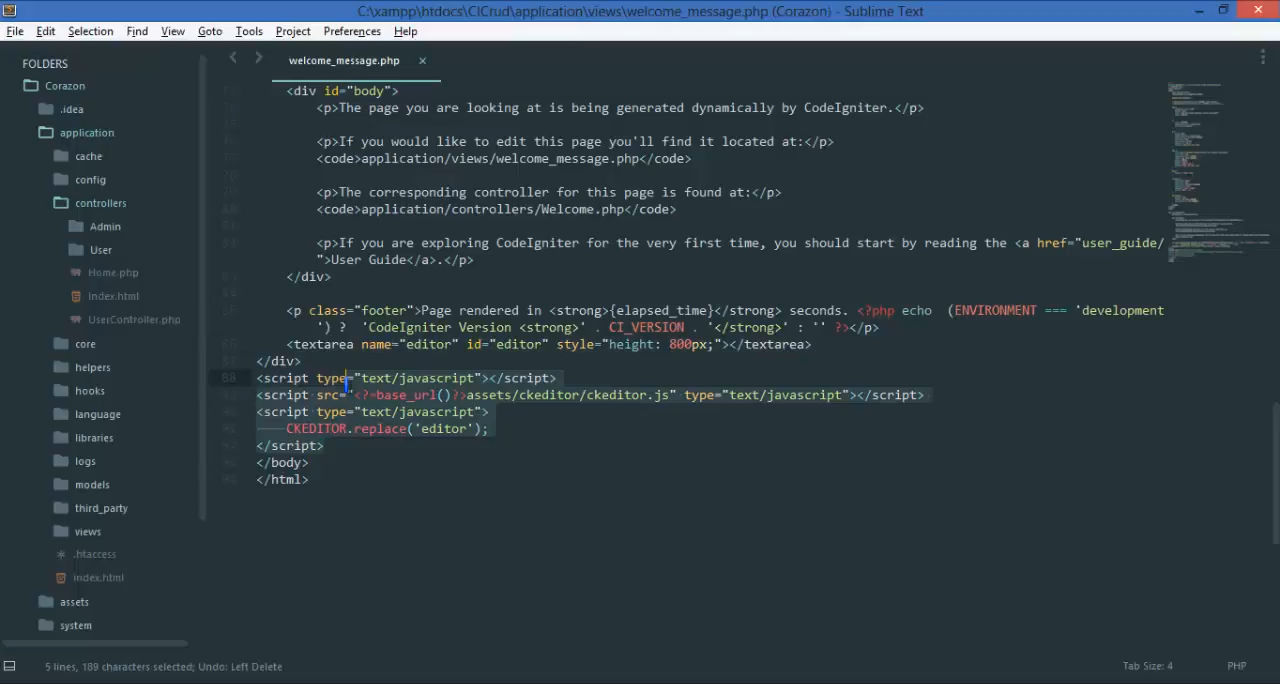 C:\xampp\htdocs\CICrud\application\views\welcome_message.php (Corazon) - Sublime Text
File Edit Selection Find View Goto Tools Project Preferences Help
FOLDERS
Corazon
.idea
application
cache
config
controllers
Admin
User
Home.php
index.html
UserController.php
core
helpers
hooks
language
libraries
logs
models
third_party
views
.htaccess
index.html
assets
system
welcome_message.php
<div id="body">
<p>The page you are looking at is being generated dynamically by CodeIgniter.</p>
<p>If you would like to edit this page you'll find it located at:</p>
<code>application/views/welcome_message.php</code>
<p>The corresponding controller for this page is found at:</p>
<code>application/controllers/Welcome.php</code>
<p>If you are exploring CodeIgniter for the very first time, you should start by reading the <a href="user_guide/
">User Guide</a>.</p>
</div>
<p class="footer">Page rendered in <strong>{elapsed_time}</strong> seconds. <?php echo  (ENVIRONMENT === 'development
') ?  'CodeIgniter Version <strong>' . CI_VERSION . '</strong>' : '' ?></p>
<textarea name="editor" id="editor" style="height: 800px;"></textarea>
</div>
88 <script type="text/javascript"></script>
<script src="<?=base_url()?>assets/ckeditor/ckeditor.js" type="text/javascript"></script>
<script type="text/javascript">
CKEDITOR.replace('editor');
</script>
</body>
</html>
5 lines, 189 characters selected; Undo: Left Delete
Tab Size: 4
PHP